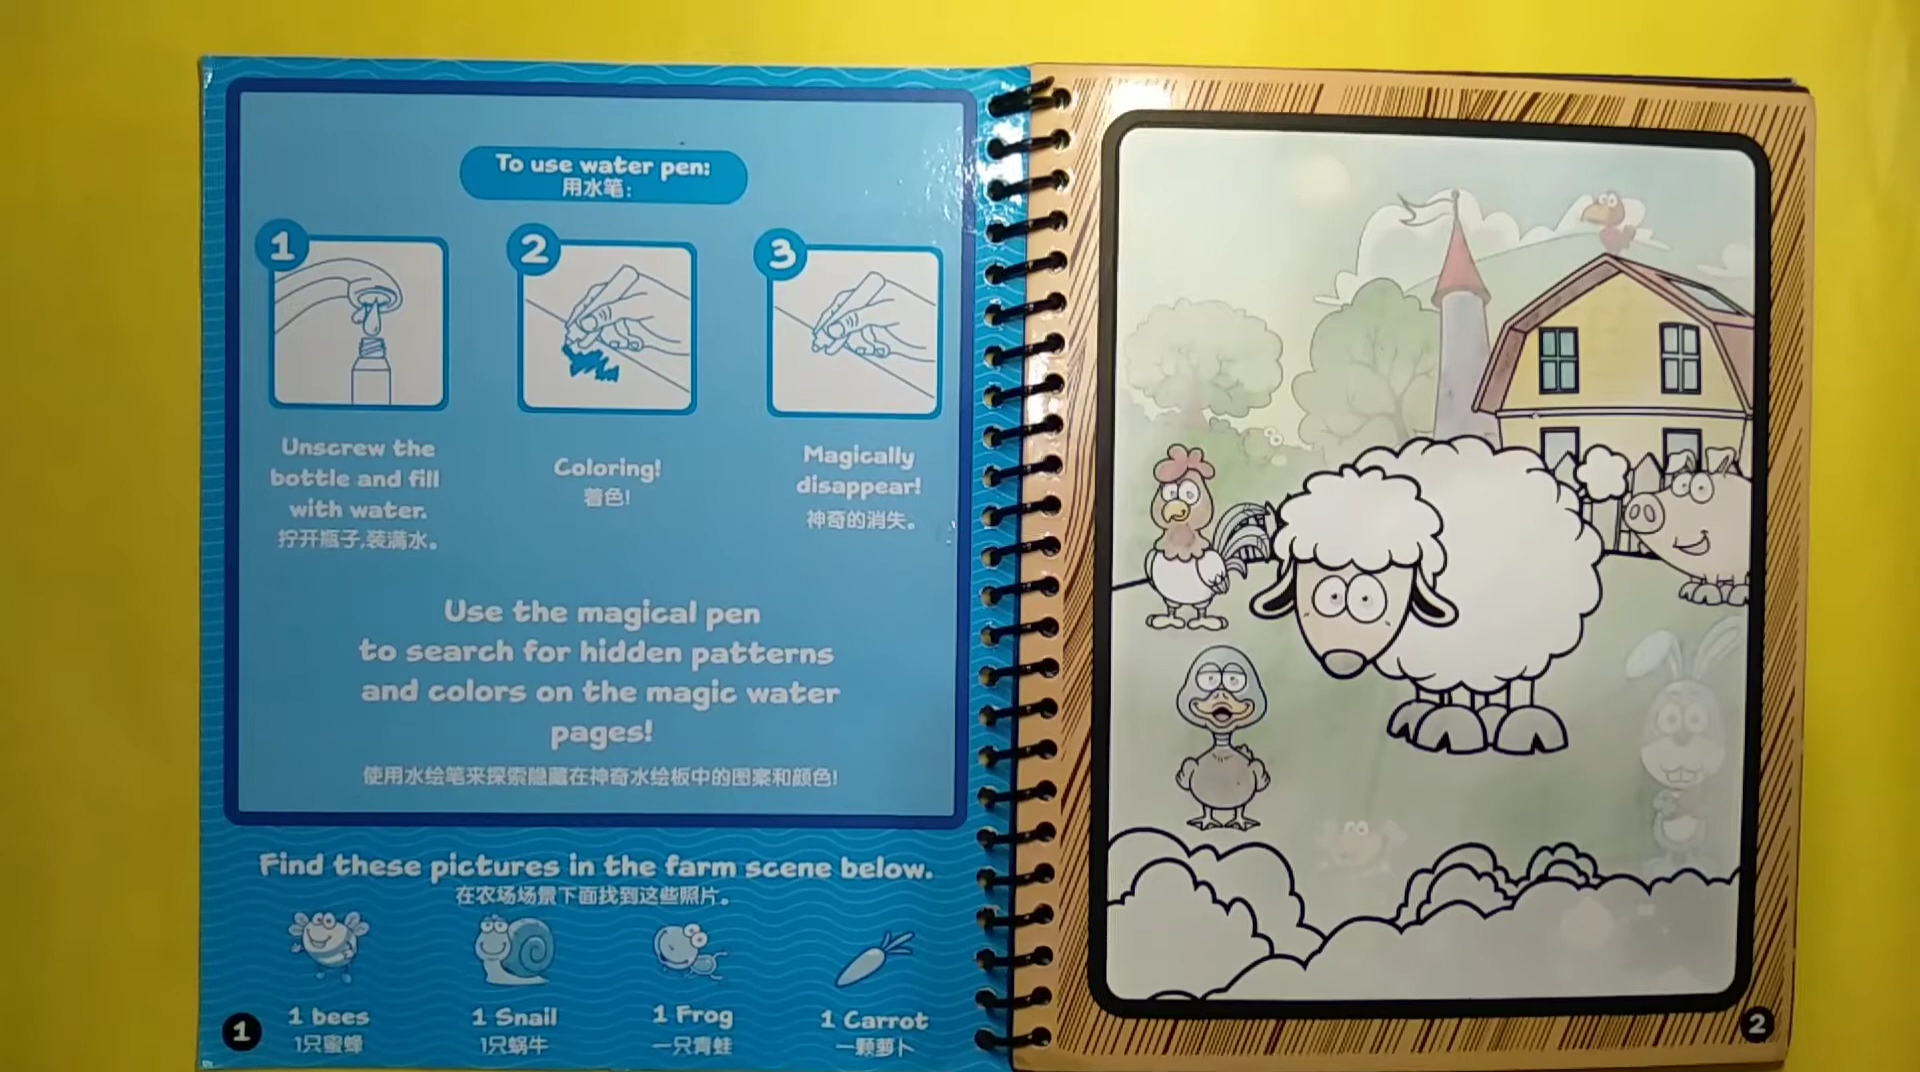 To use water pen:
用水笔:
1
2
3
Unscrew the
bottle and fill
with water.
拧开瓶子,装满水。
Coloring!
着色!
Magically
disappear!
神奇的消失。
Use the magical pen
to search for hidden patterns
and colors on the magic water
pages!
使用水绘笔来探索隐藏在神奇水绘板中的图案和颜色!
Find these pictures in the farm scene below.
在农场场景下面找到这些照片。
1 bees
1只蜜蜂
1 Snail
1只蜗牛
1 Frog
一只青蛙
1 Carrot
一颗萝卜
1
2